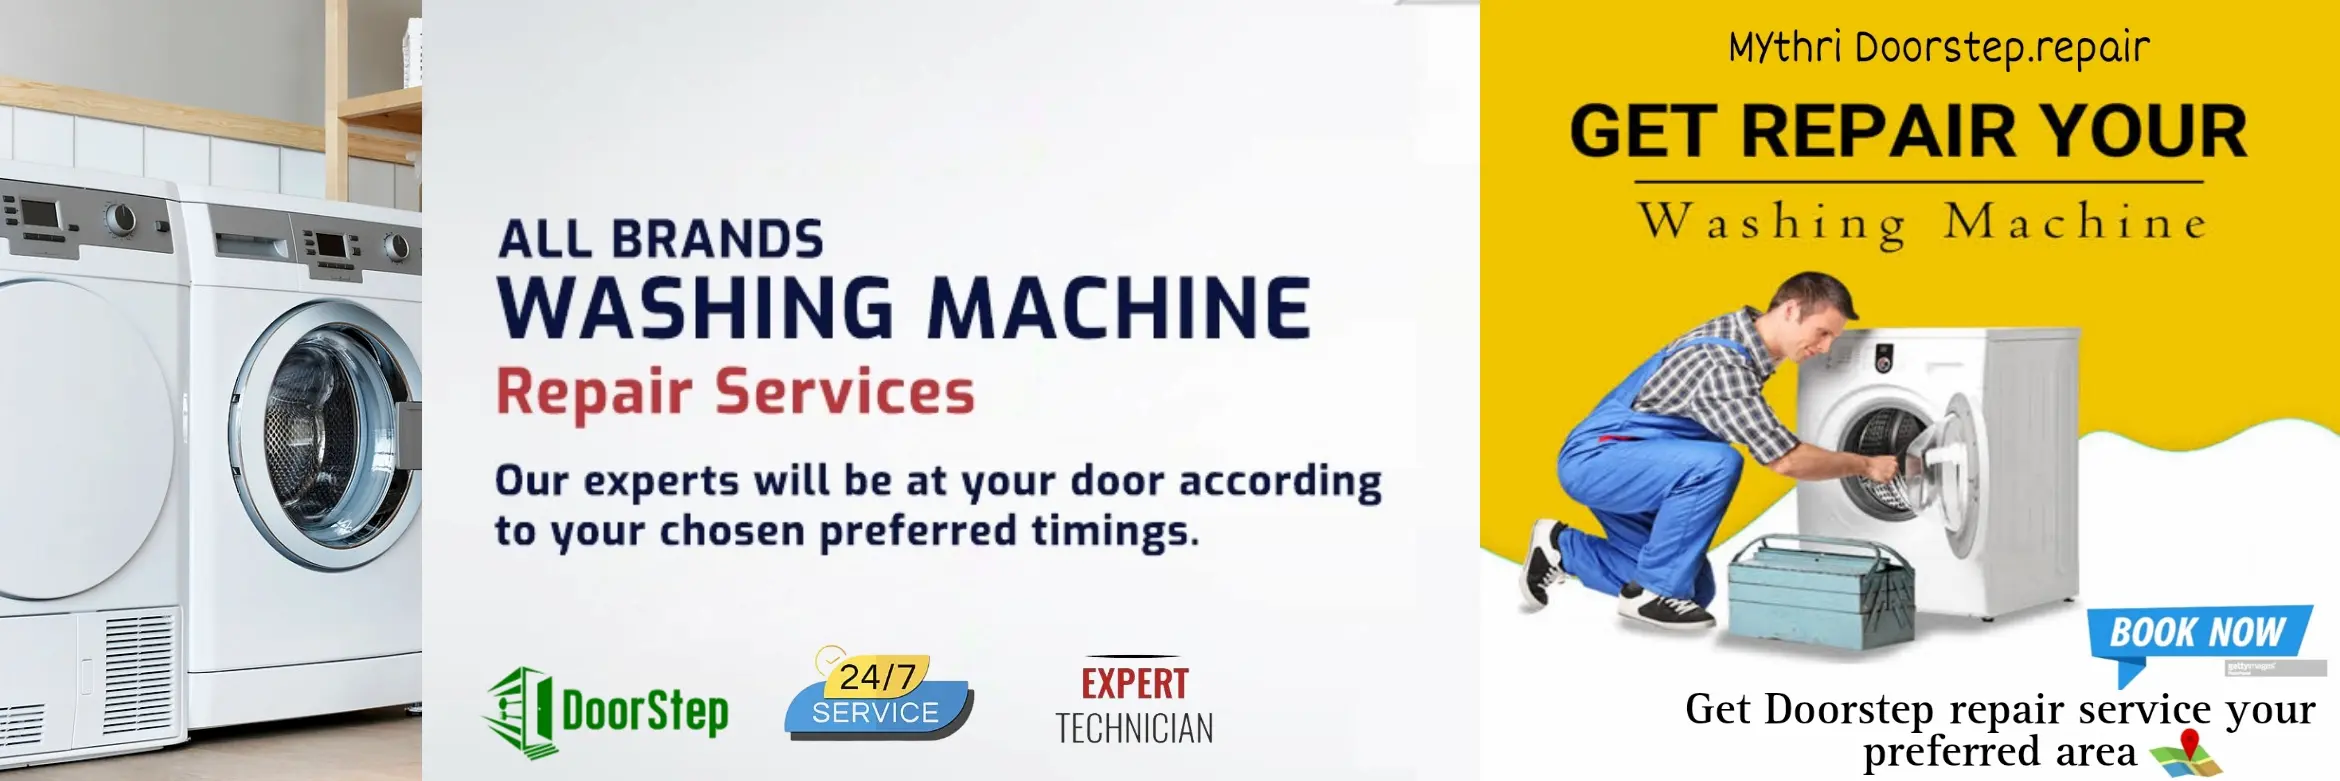 ALL BRANDS
WASHING MACHINE
Repair Services
Our experts will be at your door according
to your chosen preferred timings.
DoorStep
24/7
SERVICE
EXPERT
TECHNICIAN
MYthri Doorstep.repair
GET REPAIR YOUR
Washing Machine
BOOK NOW
gettyimages
Get Doorstep repair service your
preferred area